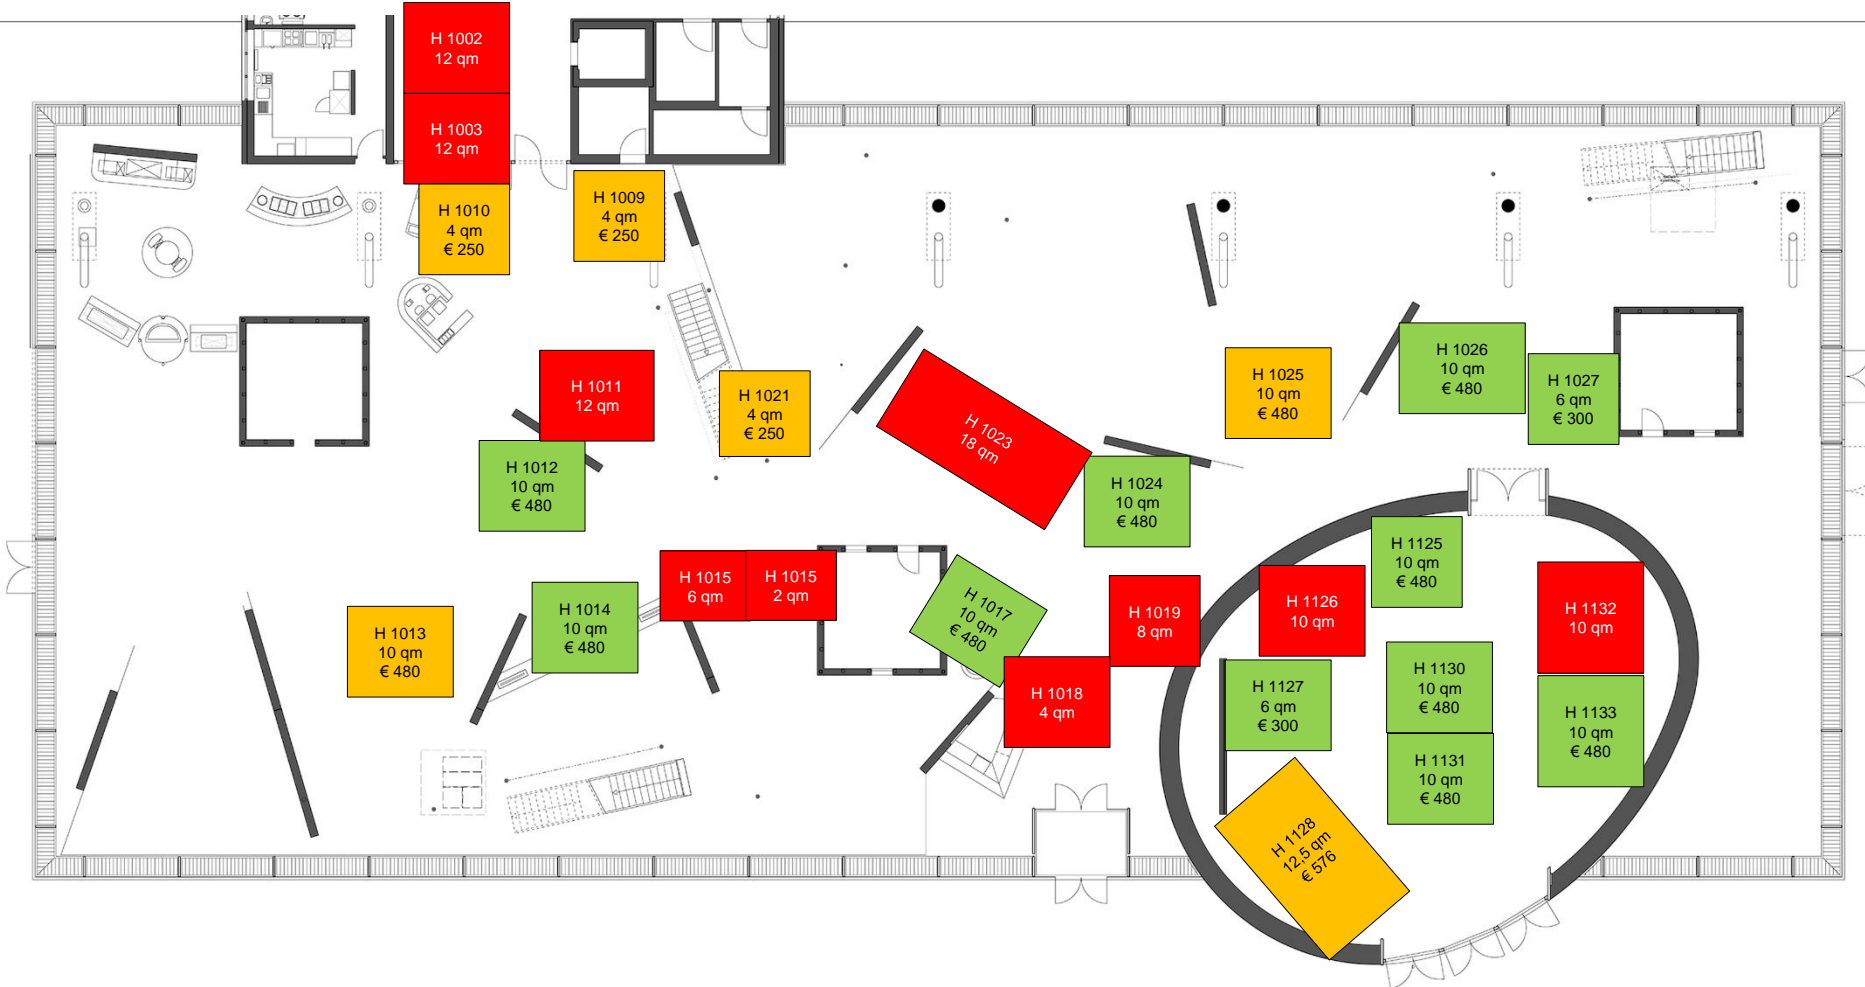 H 1002
12 qm
H 1003
12 qm
H 1010
4 qm
€ 250
H 1009
4 qm
€ 250
H 1011
12 qm
H 1021
4 qm
€ 250
H 1012
10 qm
€ 480
H 1023
18 qm
H 1025
10 qm
€ 480
H 1026
10 qm
€ 480
H 1027
6 qm
€ 300
H 1024
10 qm
€ 480
H 1013
10 qm
€ 480
H 1014
10 qm
€ 480
H 1015
6 qm
H 1015
2 qm
H 1017
10 qm
€ 480
H 1018
4 qm
H 1019
8 qm
H 1125
10 qm
€ 480
H 1126
10 qm
H 1132
10 qm
H 1127
6 qm
€ 300
H 1130
10 qm
€ 480
H 1133
10 qm
€ 480
H 1131
10 qm
€ 480
H 1128
12,5 qm
€ 576